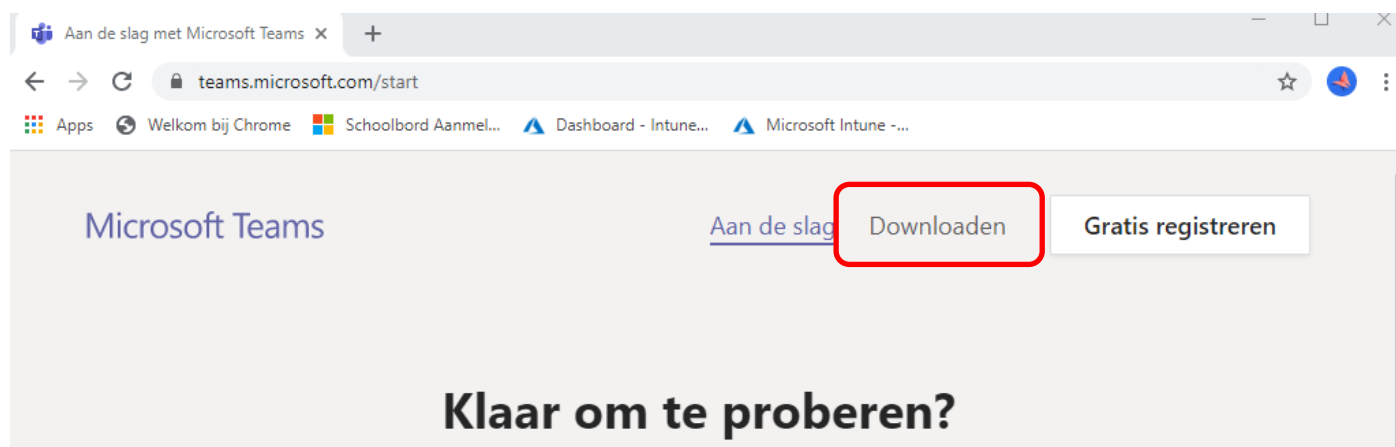 Aan de slag met Microsoft Teams
teams.microsoft.com/start
Apps Welkom bij Chrome Schoolbord Aanmel... Dashboard - Intune... Microsoft Intune -...
Microsoft Teams Aan de slag Downloaden Gratis registreren
Klaar om te proberen?